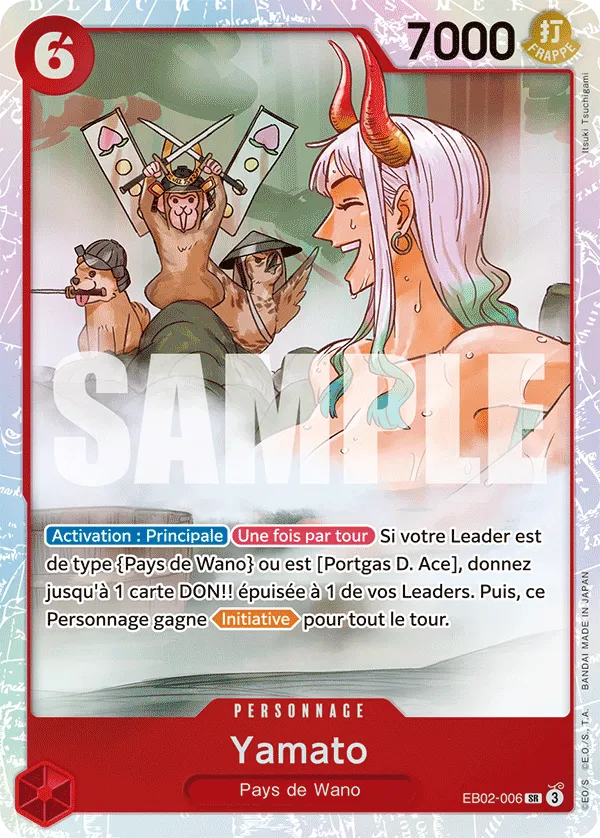 6
7000
打
FRAPPE
Itsuki Tsuchigami
SAMPLE
Activation : Principale Une fois par tour Si votre Leader est
de type {Pays de Wano} ou est [Portgas D. Ace], donnez
jusqu'à 1 carte DON!! épuisée à 1 de vos Leaders. Puis, ce
Personnage gagne Initiative pour tout le tour.
©E.O./S, ©E.O./S., T.A. BANDAI MADE IN JAPAN
PERSONNAGE
Yamato
Pays de Wano
EB02-006 SR 3